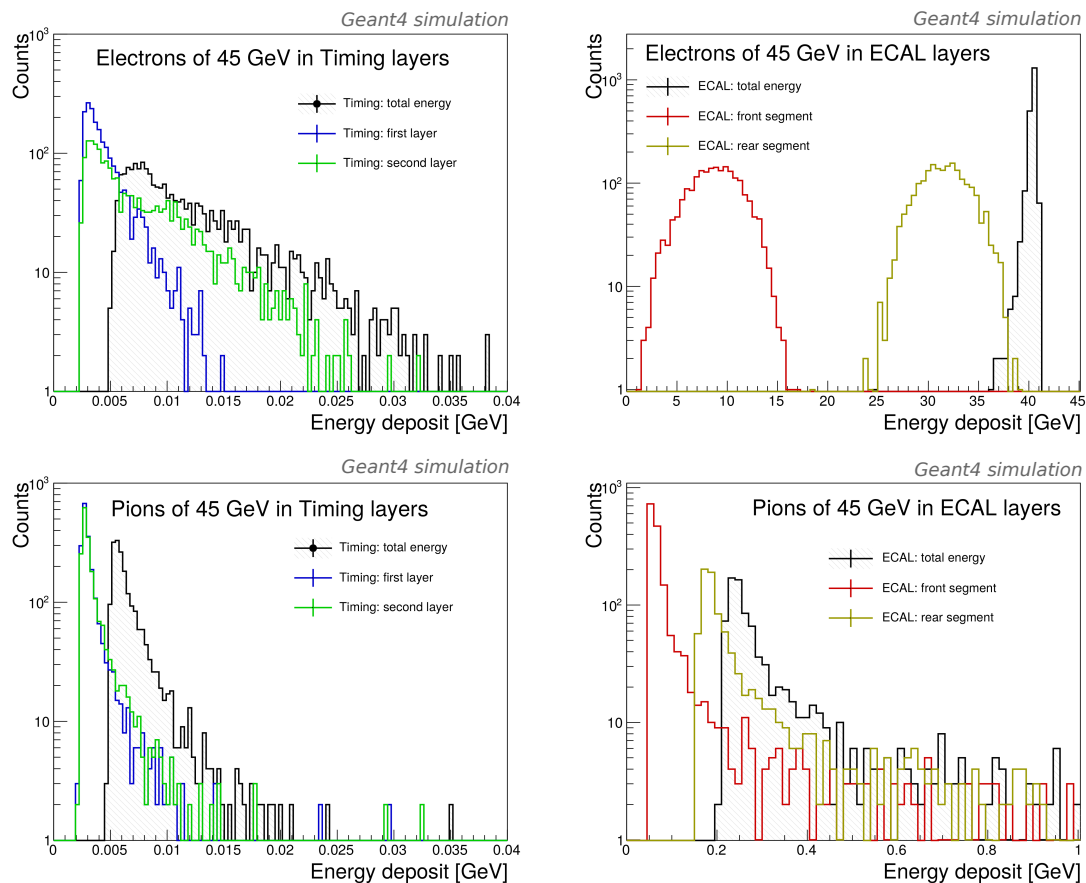 Geant4 simulation
Counts
Electrons of 45 GeV in Timing layers
Timing: total energy
Timing: first layer
Timing: second layer
10³
10²
10
1
0 0.005 0.01 0.015 0.02 0.025 0.03 0.035 0.04
Energy deposit [GeV]
Geant4 simulation
Counts
Electrons of 45 GeV in ECAL layers
ECAL: total energy
ECAL: front segment
ECAL: rear segment
10³
10²
10
1
0 5 10 15 20 25 30 35 40 45
Energy deposit [GeV]
Geant4 simulation
Counts
Pions of 45 GeV in Timing layers
Timing: total energy
Timing: first layer
Timing: second layer
10³
10²
10
1
0 0.005 0.01 0.015 0.02 0.025 0.03 0.035 0.04
Energy deposit [GeV]
Geant4 simulation
Counts
Pions of 45 GeV in ECAL layers
ECAL: total energy
ECAL: front segment
ECAL: rear segment
10³
10²
10
1
0 0.2 0.4 0.6 0.8 1
Energy deposit [GeV]